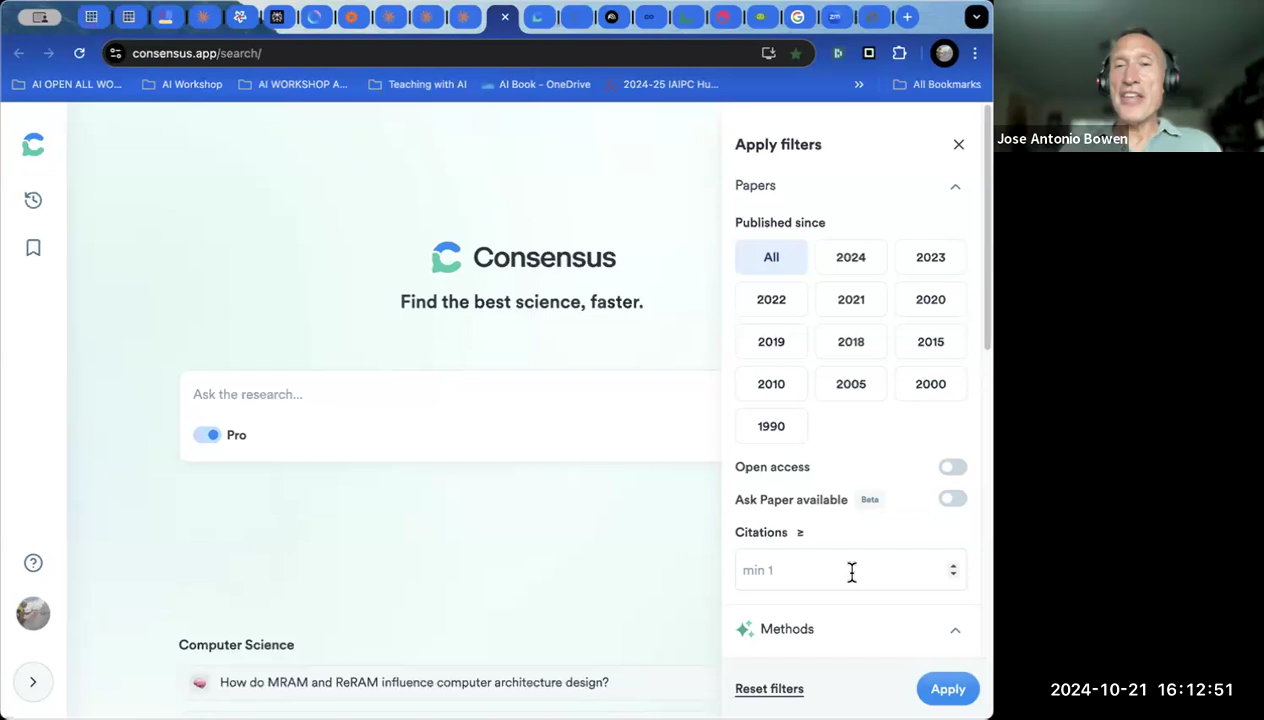 consensus.app/search/
AI OPEN ALL WO...
AI Workshop
AI WORKSHOP A...
Teaching with AI
AI Book - OneDrive
2024-25 IAIPC Hu...
»
All Bookmarks
Consensus
Find the best science, faster.
Ask the research...
Pro
Computer Science
How do MRAM and ReRAM influence computer architecture design?
Apply filters
Papers
Published since
All 2024 2023
2022 2021 2020
2019 2018 2015
2010 2005 2000
1990
Open access
Ask Paper available Beta
Citations ≥
min 1
Methods
Reset filters
Apply
Jose Antonio Bowen
2024-10-21 16:12:51